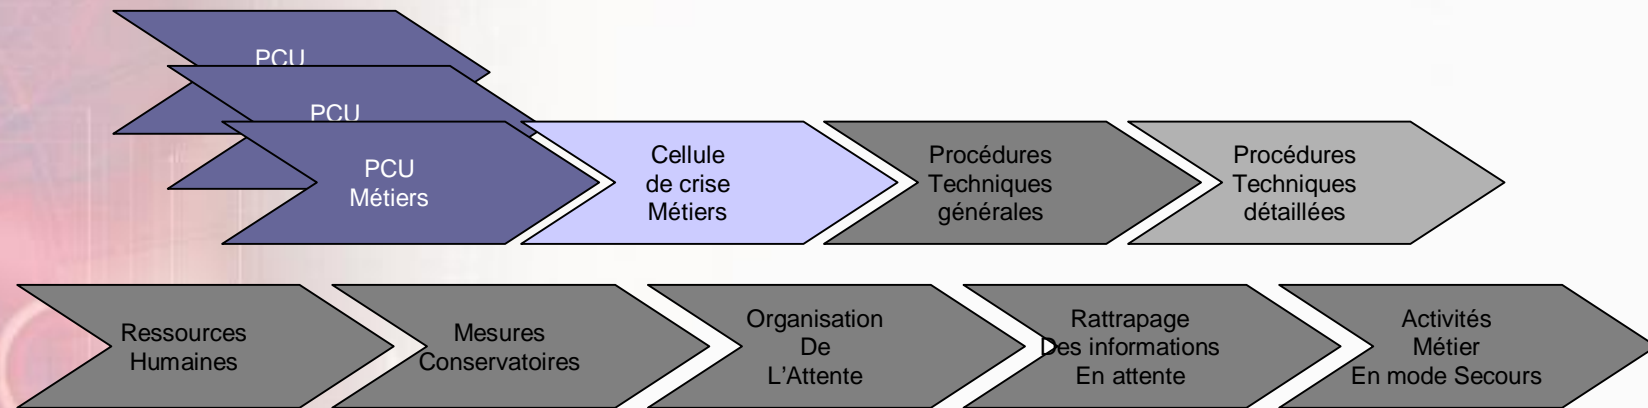 PCU
PCU
PCU
Métiers
Cellule
de crise
Métiers
Procédures
Techniques
générales
Procédures
Techniques
détaillées
Ressources
Humaines
Mesures
Conservatoires
Organisation
De
L'Attente
Rattrapage
Des informations
En attente
Activités
Métier
En mode Secours